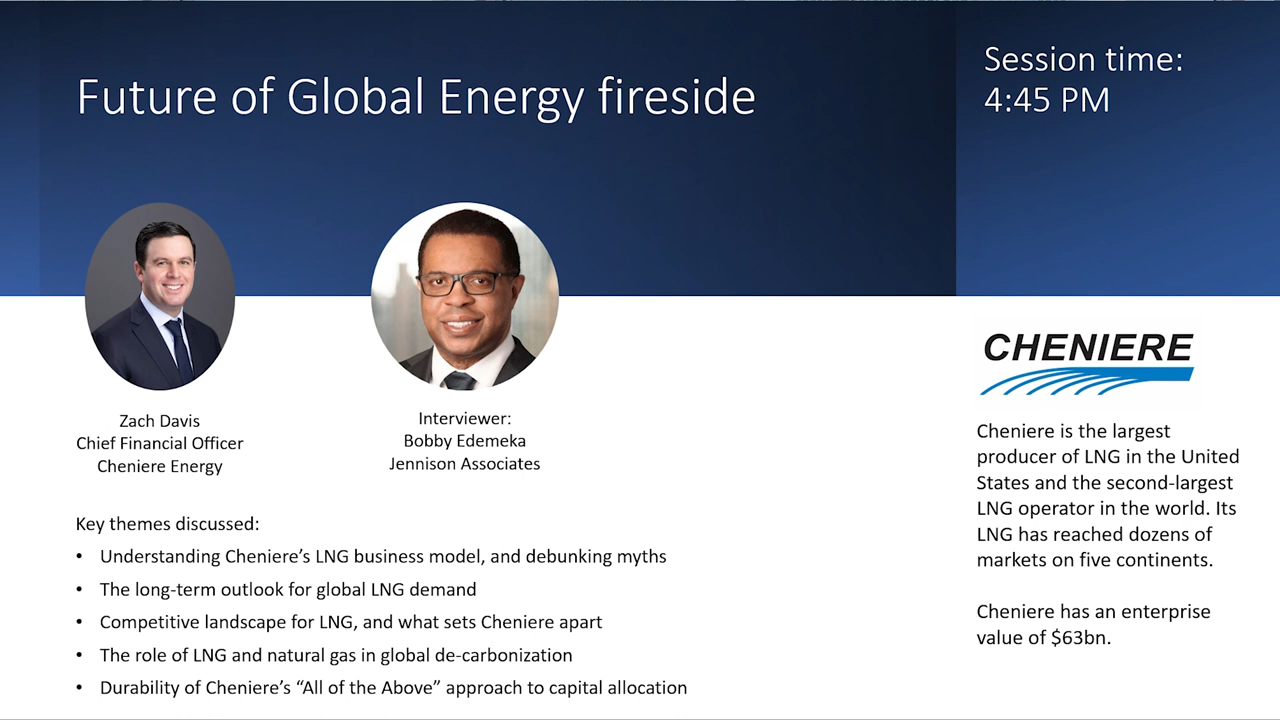 Future of Global Energy fireside
Session time:
4:45 PM
Zach Davis
Chief Financial Officer
Cheniere Energy
Interviewer:
Bobby Edemeka
Jennison Associates
Key themes discussed:
• Understanding Cheniere’s LNG business model, and debunking myths
• The long-term outlook for global LNG demand
• Competitive landscape for LNG, and what sets Cheniere apart
• The role of LNG and natural gas in global de-carbonization
• Durability of Cheniere’s “All of the Above” approach to capital allocation
CHENIERE
Cheniere is the largest
producer of LNG in the United
States and the second-largest
LNG operator in the world. Its
LNG has reached dozens of
markets on five continents.
Cheniere has an enterprise
value of $63bn.